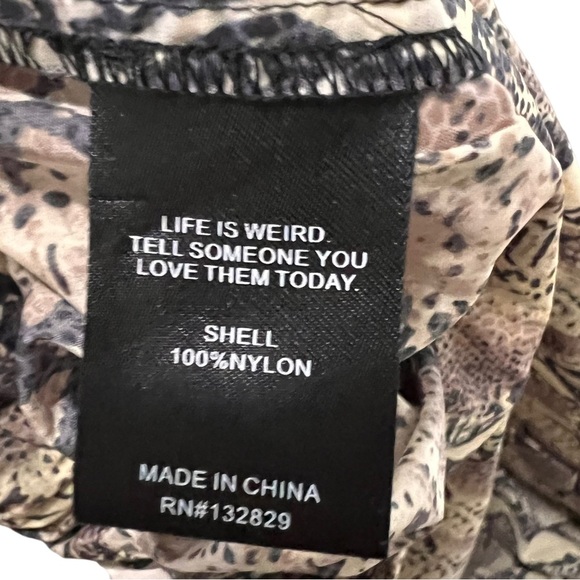 LIFE IS WEIRD.
TELL SOMEONE YOU
LOVE THEM TODAY.
SHELL
100%NYLON
MADE IN CHINA
RN#132829